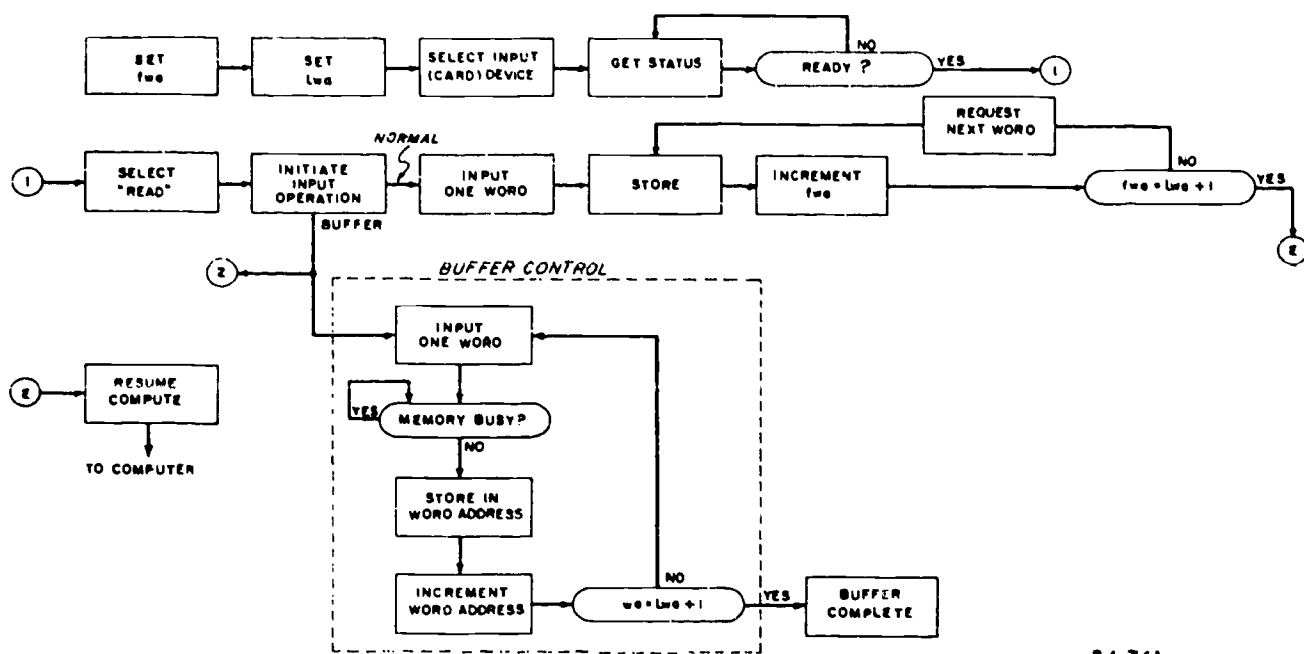 SET
fwa
SET
Lwa
SELECT INPUT
(CARD) DEVICE
GET STATUS
NO
READY ?
YES
1
REQUEST
NEXT WORD
NORMAL
1
SELECT
"READ"
INITIATE
INPUT
OPERATION
INPUT
ONE WORD
STORE
INCREMENT
fwa
NO
fwa = Lwa + 1
YES
2
BUFFER
2
BUFFER CONTROL
INPUT
ONE WORD
2
RESUME
COMPUTE
TO COMPUTER
YES
MEMORY BUSY?
NO
STORE IN
WORD ADDRESS
INCREMENT
WORD ADDRESS
NO
wa = Lwa + 1
YES
BUFFER
COMPLETE